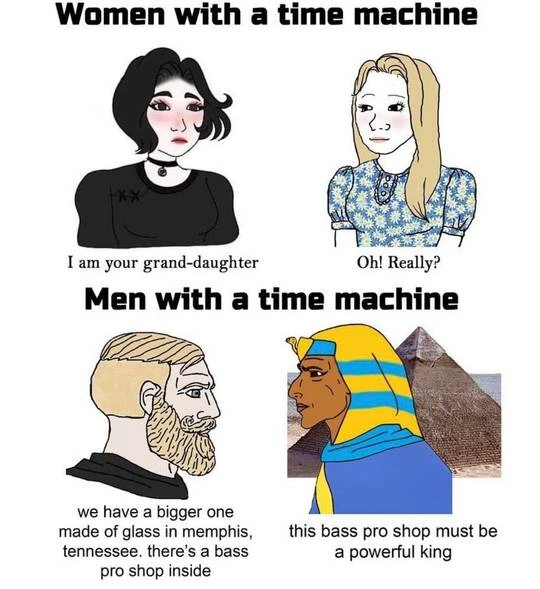 Women with a time machine
I am your grand-daughter
Oh! Really?
Men with a time machine
we have a bigger one
made of glass in memphis,
tennessee. there's a bass
pro shop inside
this bass pro shop must be
a powerful king